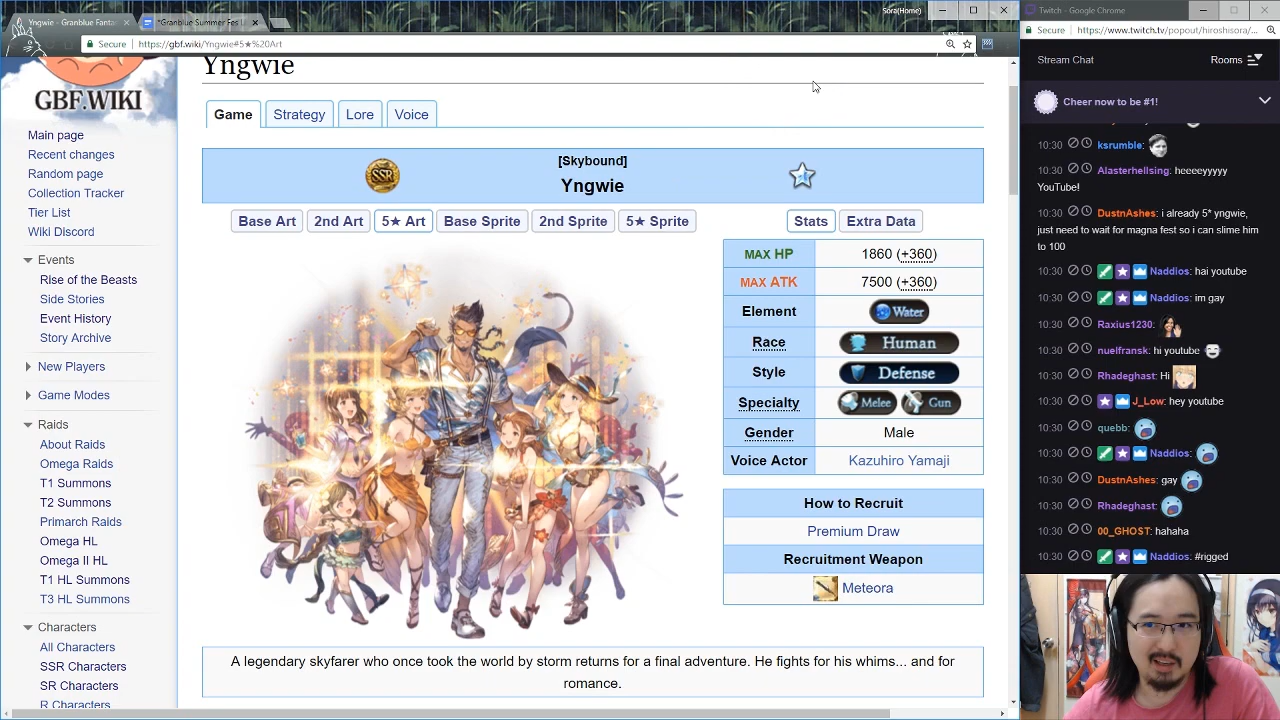 Yngwie - Granblue Fanta
*Granblue Summer Fes
Sora(Home)
Secure
https://gbf.wiki/Yngwie#5★%20Art
GBF.WIKI
Main page
Recent changes
Random page
Collection Tracker
Tier List
Wiki Discord
Events
Rise of the Beasts
Side Stories
Event History
Story Archive
New Players
Game Modes
Raids
About Raids
Omega Raids
T1 Summons
T2 Summons
Primarch Raids
Omega HL
Omega II HL
T1 HL Summons
T3 HL Summons
Characters
All Characters
SSR Characters
SR Characters
R Characters
Yngwie
Game Strategy Lore Voice
SSR
[Skybound]
Yngwie
Base Art 2nd Art 5★ Art Base Sprite 2nd Sprite 5★ Sprite
Stats Extra Data
MAX HP 1860 (+360)
MAX ATK 7500 (+360)
Element Water
Race Human
Style Defense
Specialty Melee Gun
Gender Male
Voice Actor Kazuhiro Yamaji
How to Recruit
Premium Draw
Recruitment Weapon
Meteora
A legendary skyfarer who once took the world by storm returns for a final adventure. He fights for his whims... and for
romance.
Twitch - Google Chrome
Secure
https://www.twitch.tv/popout/hiroshisora/...
Stream Chat Rooms
Cheer now to be #1!
10:30 ksrumble:
10:30 Alasterhellsing: heeeeyyyyy
YouTube!
10:30 DustnAshes: i already 5* yngwie,
just need to wait for magna fest so i can slime him
to 100
10:30 Naddios: hai youtube
10:30 Naddios: im gay
10:30 Raxius1230:
10:30 nuelfransk: hi youtube
10:30 Rhadeghast: Hi
10:30 J_Low: hey youtube
10:30 quebb:
10:30 Naddios:
10:30 DustnAshes: gay
10:30 Rhadeghast:
10:30 00_GHOST: hahaha
10:30 Naddios: #rigged